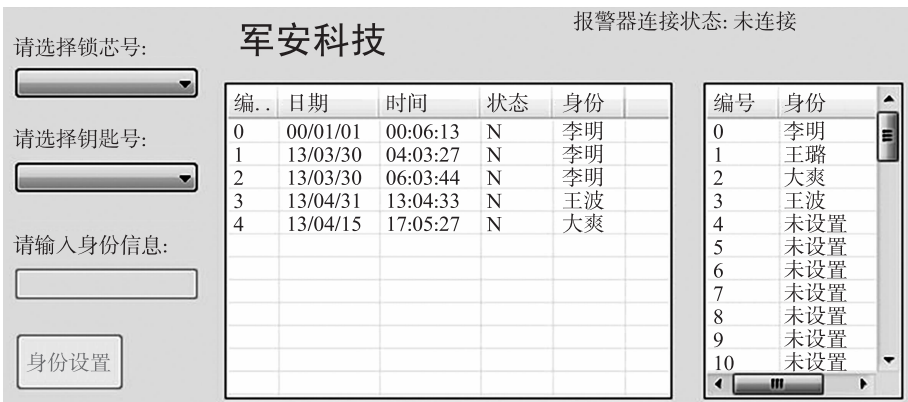 报警器连接状态: 未连接
军安科技
请选择锁芯号:
请选择钥匙号:
请输入身份信息:
身份设置
编.. 日期 时间 状态 身份
0 00/01/01 00:06:13 N 李明
1 13/03/30 04:03:27 N 李明
2 13/03/30 06:03:44 N 李明
3 13/04/31 13:04:33 N 王波
4 13/04/15 17:05:27 N 大爽
编号 身份
0 李明
1 王璐
2 大爽
3 王波
4 未设置
5 未设置
6 未设置
7 未设置
8 未设置
9 未设置
10 未设置